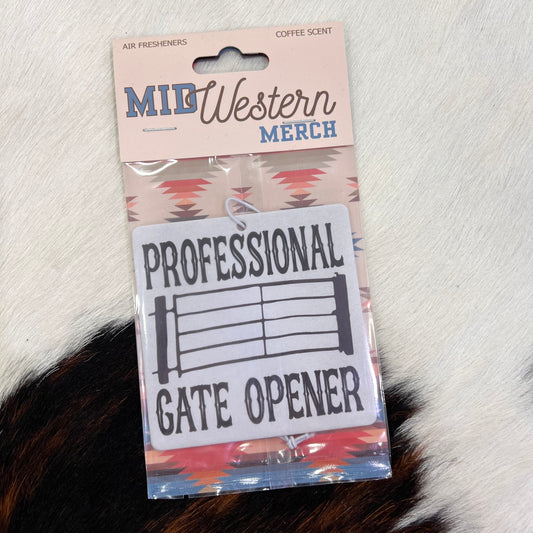 AIR FRESHENERS COFFEE SCENT
MID Western
MERCH
PROFESSIONAL
GATE OPENER